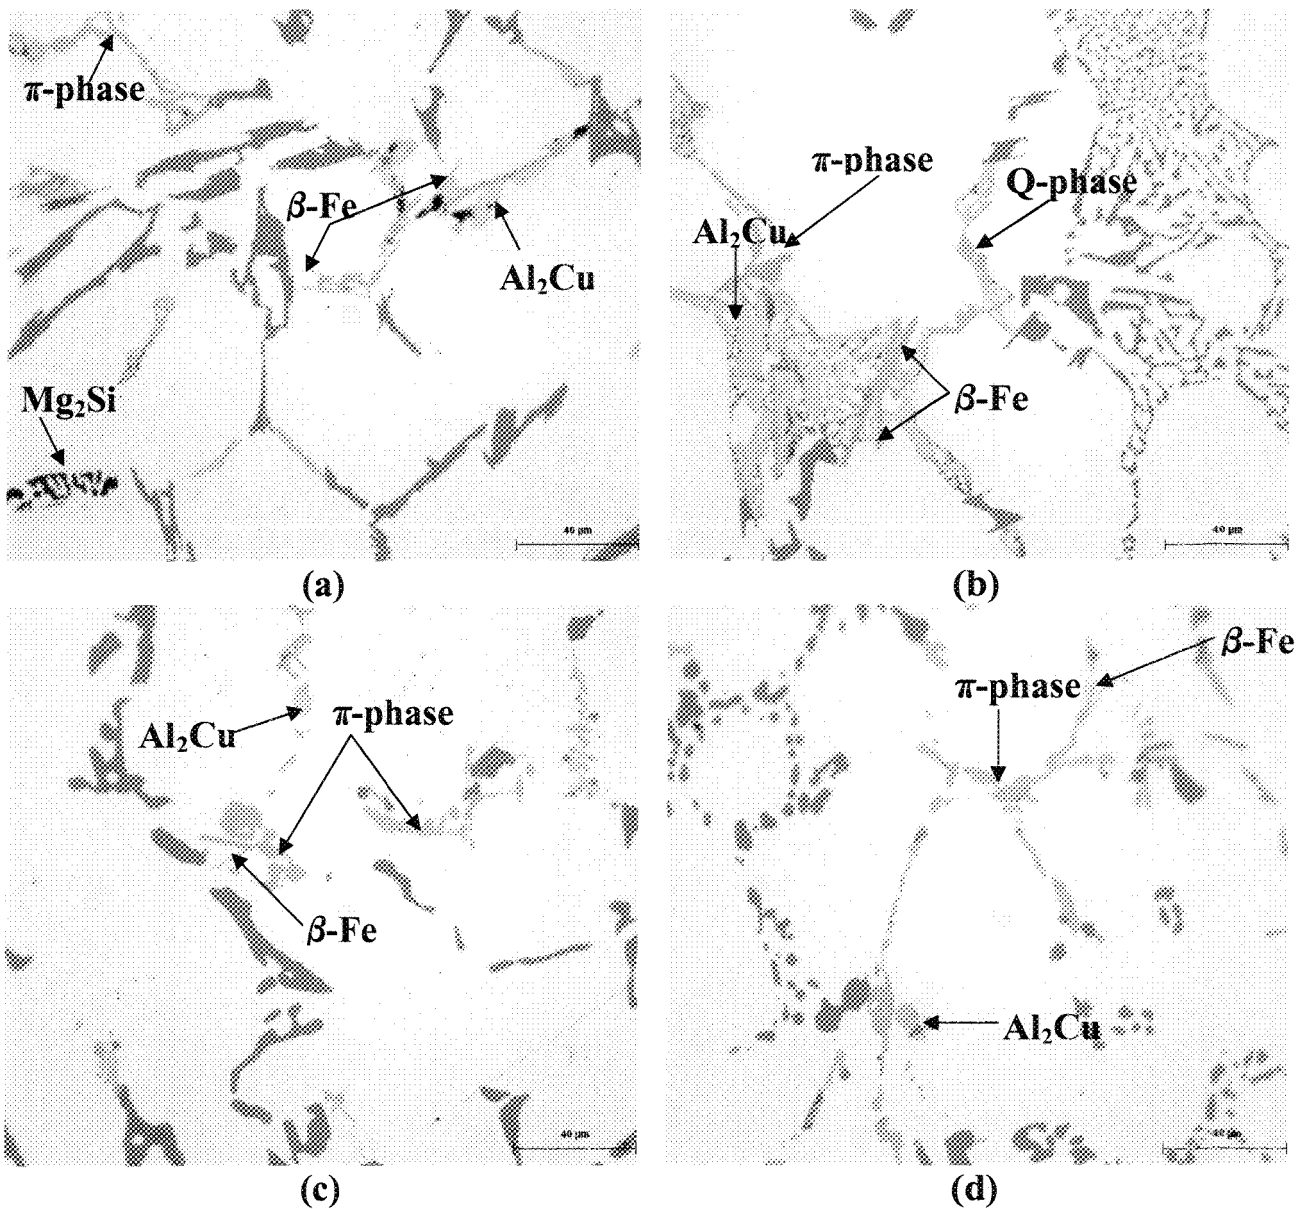 π-phase
β-Fe
Al₂Cu
Mg₂Si
40 µm
(a)
π-phase
Q-phase
Al₂Cu
β-Fe
40 µm
(b)
Al₂Cu
π-phase
β-Fe
40 µm
(c)
β-Fe
π-phase
Al₂Cu
40 µm
(d)